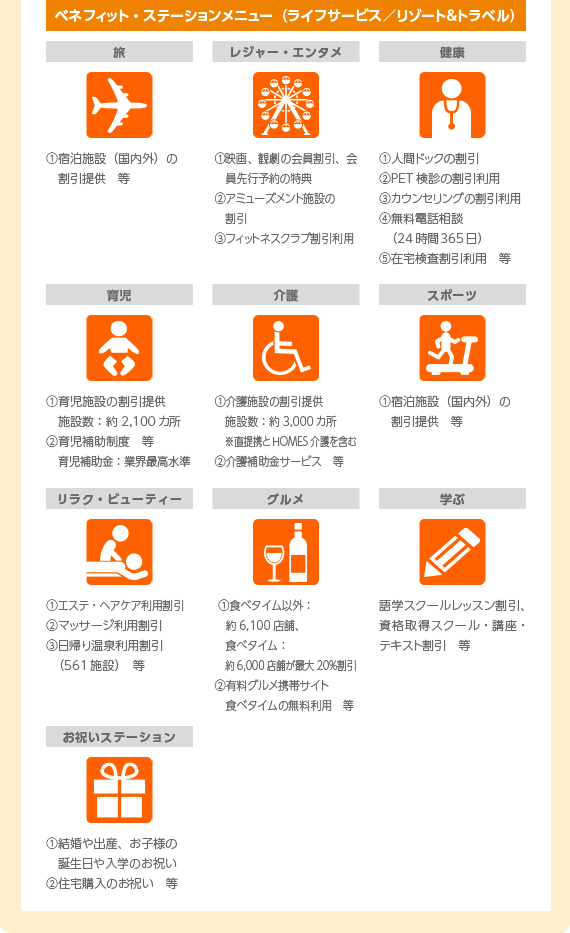 ベネフィット・ステーションメニュー（ライフサービス／リゾート&トラベル）
旅
①宿泊施設（国内外）の
割引提供　等
レジャー・エンタメ
①映画、観劇の会員割引、会
員先行予約の特典
②アミューズメント施設の
割引
③フィットネスクラブ割引利用
健康
①人間ドックの割引
②PET 検診の割引利用
③カウンセリングの割引利用
④無料電話相談
（24 時間 365 日）
⑤在宅検査割引利用　等
育児
①育児施設の割引提供
施設数：約 2,100 カ所
②育児補助制度　等
育児補助金：業界最高水準
介護
①介護施設の割引提供
施設数：約 3,000 カ所
※直提携と HOMES 介護を含む
②介護補助金サービス　等
スポーツ
①宿泊施設（国内外）の
割引提供　等
リラク・ビューティー
①エステ・ヘアケア利用割引
②マッサージ利用割引
③日帰り温泉利用割引
（561 施設）　等
グルメ
①食べタイム以外：
約 6,100 店舗、
食べタイム：
約 6,000 店舗が最大 20%割引
②有料グルメ携帯サイト
食べタイムの無料利用　等
学ぶ
語学スクールレッスン割引、
資格取得スクール・講座・
テキスト割引　等
お祝いステーション
①結婚や出産、お子様の
誕生日や入学のお祝い
②住宅購入のお祝い　等